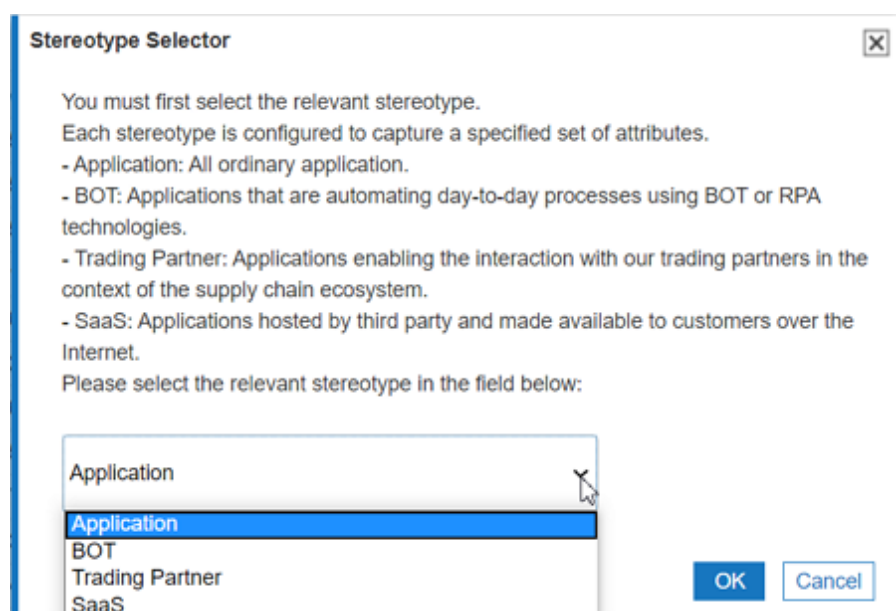 Stereotype Selector
You must first select the relevant stereotype.
Each stereotype is configured to capture a specified set of attributes.
- Application: All ordinary application.
- BOT: Applications that are automating day-to-day processes using BOT or RPA
technologies.
- Trading Partner: Applications enabling the interaction with our trading partners in the
context of the supply chain ecosystem.
- SaaS: Applications hosted by third party and made available to customers over the
Internet.
Please select the relevant stereotype in the field below:
Application
Application
BOT
Trading Partner
SaaS
OK Cancel